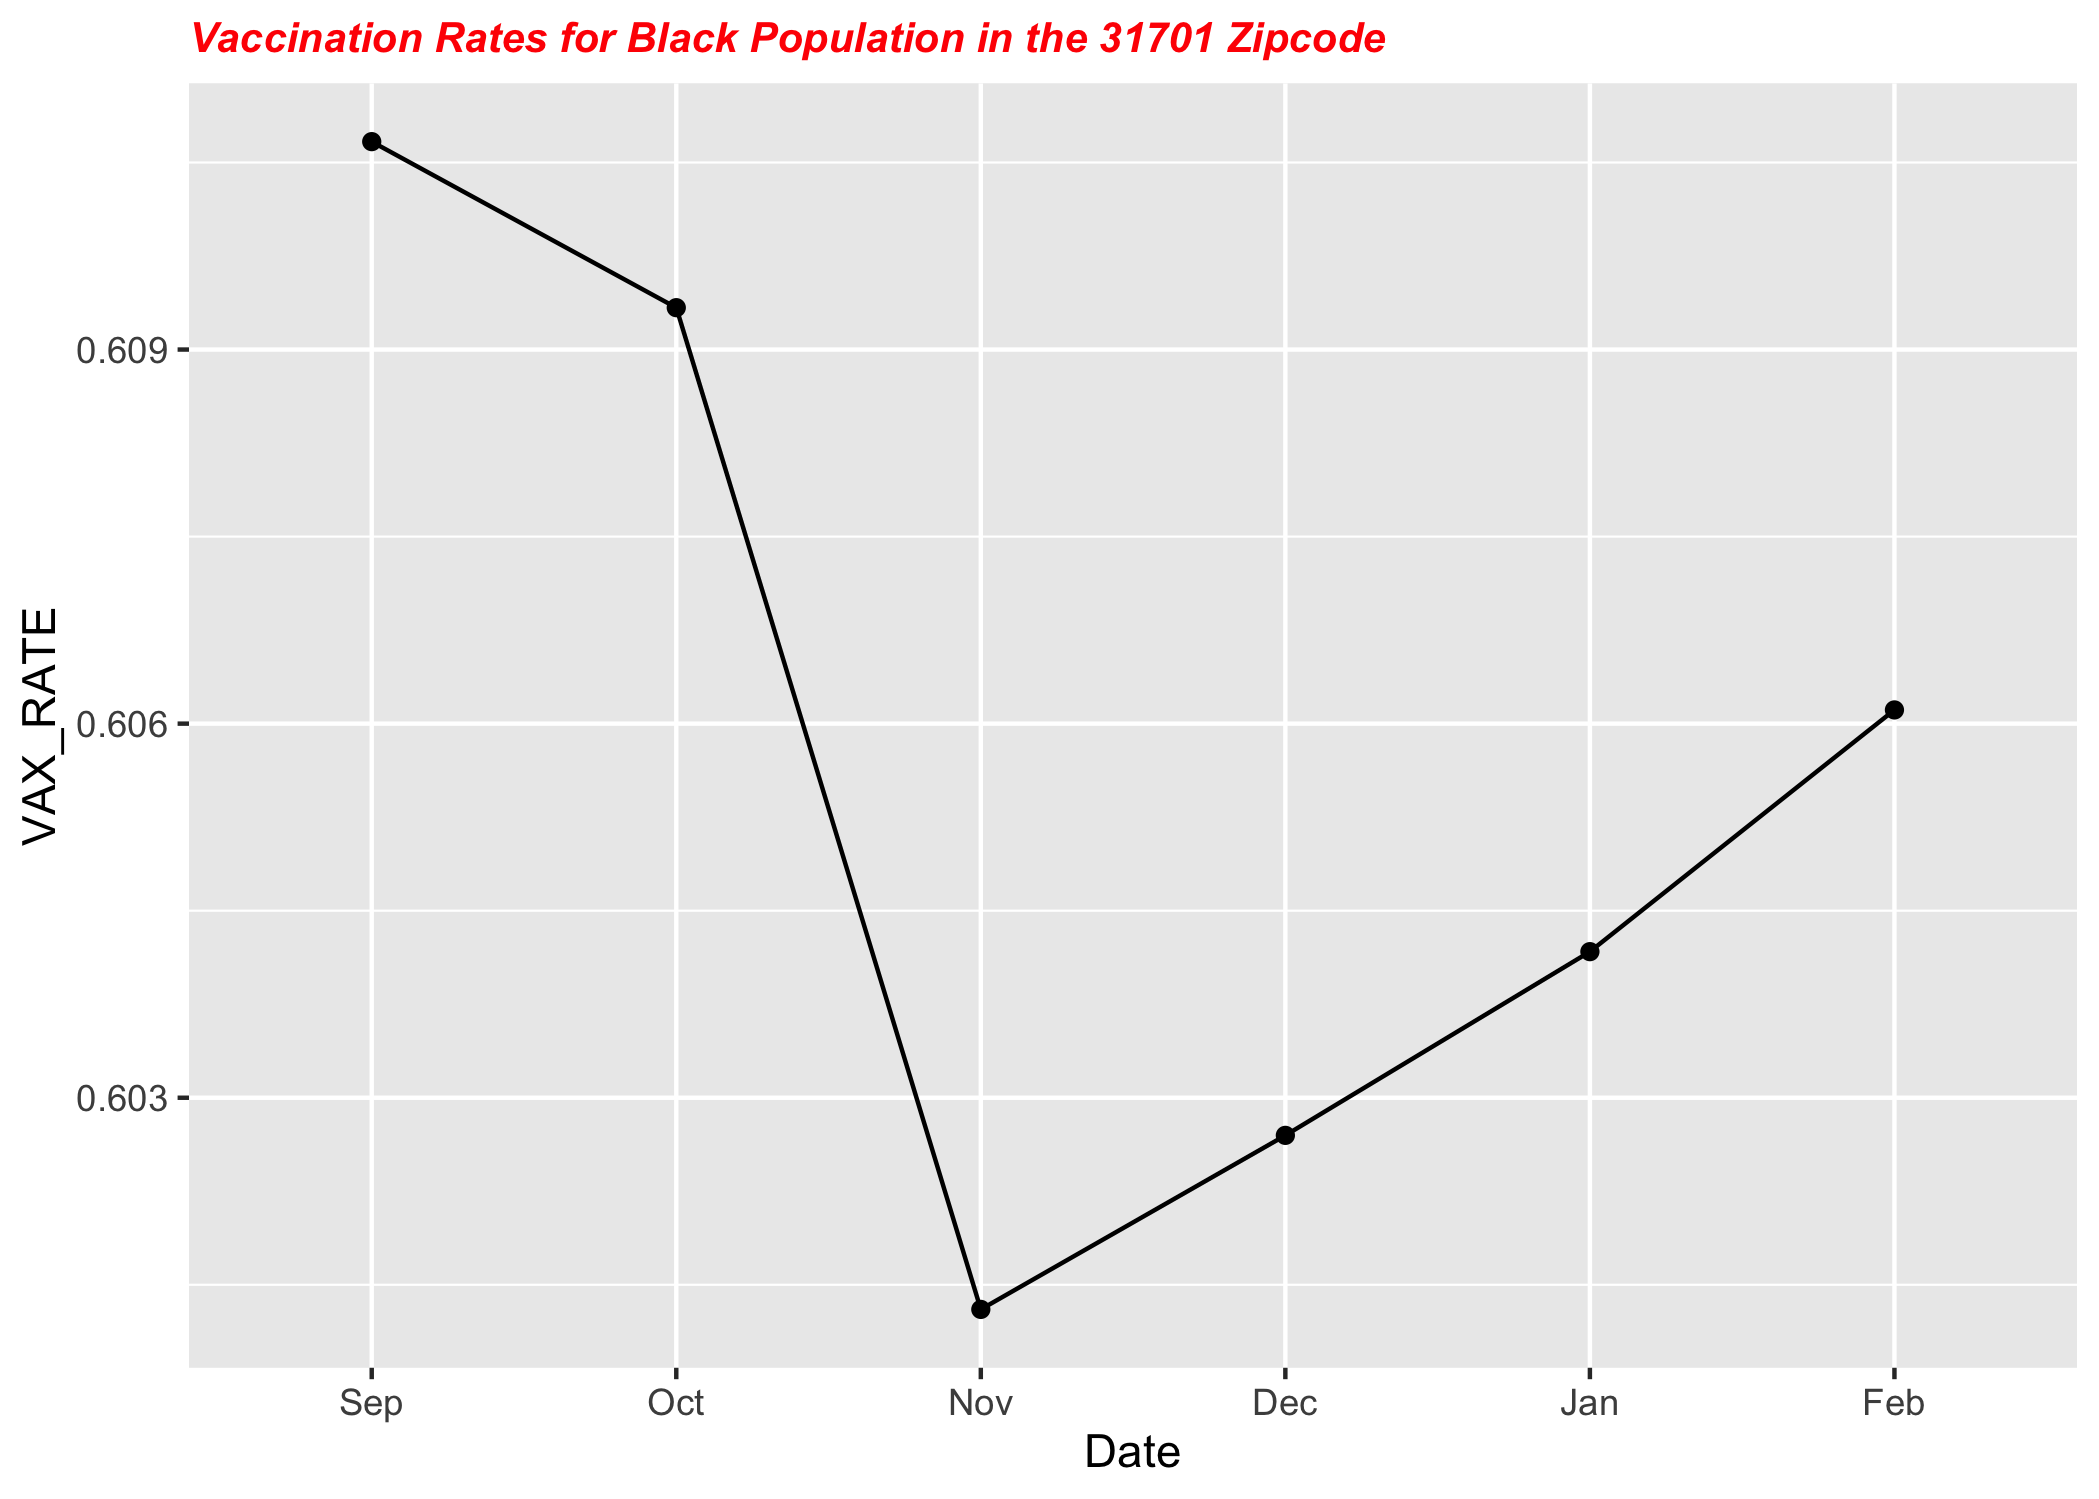 Vaccination Rates for Black Population in the 31701 Zipcode
VAX_RATE
0.609
0.606
0.603
Sep Oct Nov Dec Jan Feb
Date